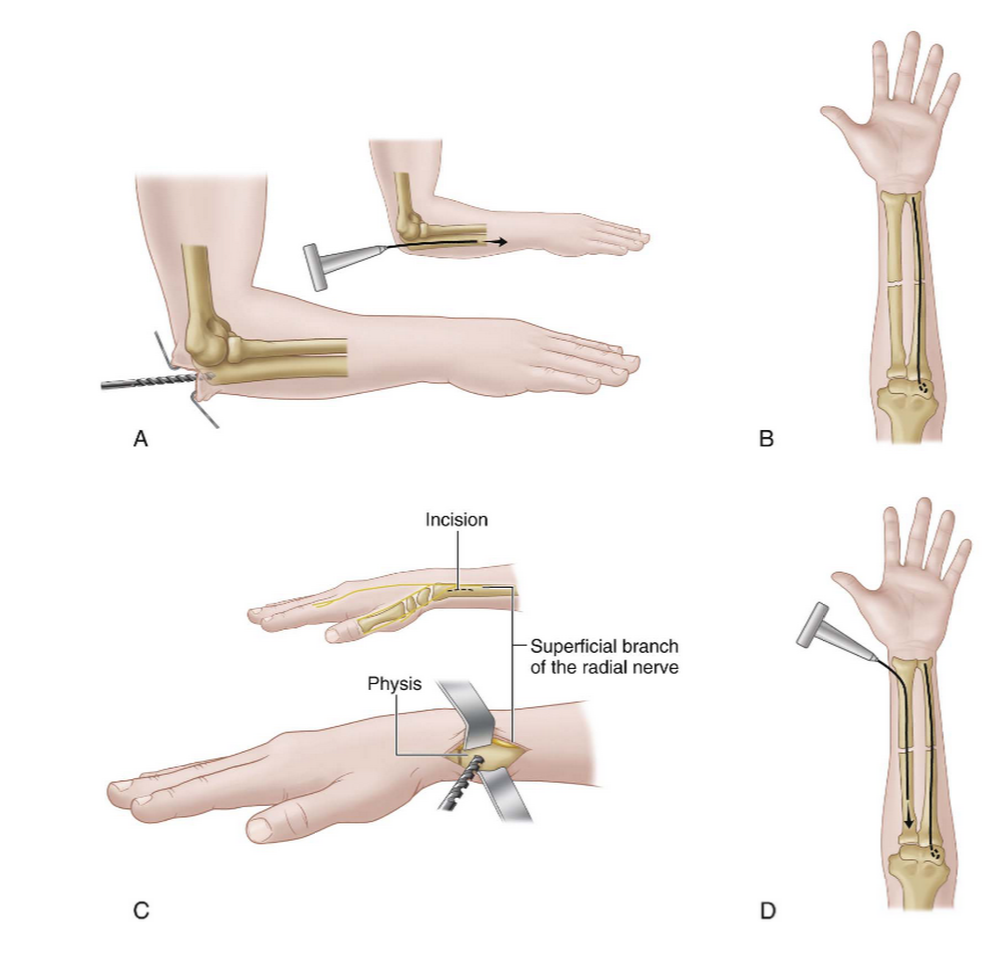 A
B
Incision
Superficial branch
of the radial nerve
Physis
C
D